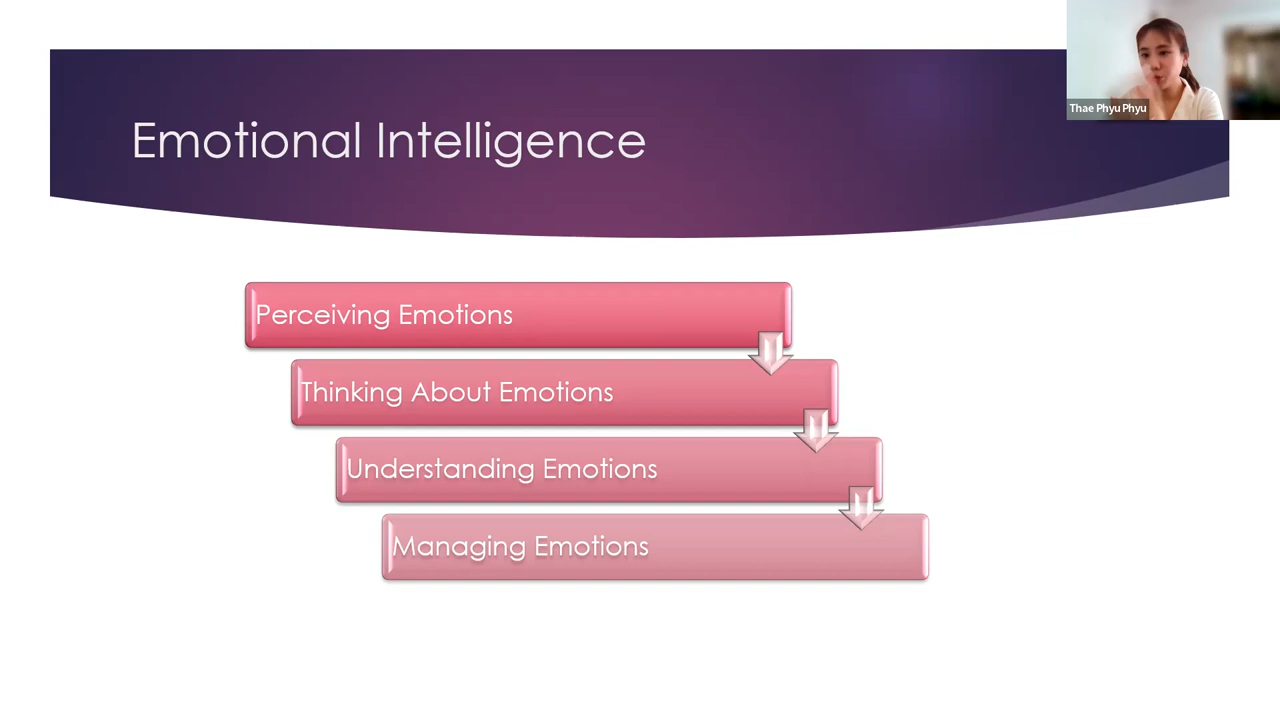 Thae Phyu Phyu
Emotional Intelligence
Perceiving Emotions
Thinking About Emotions
Understanding Emotions
Managing Emotions